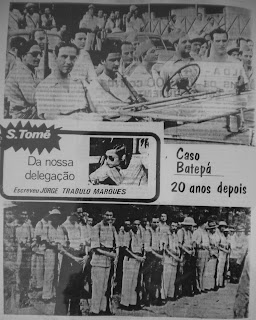 S. Tomé
Da nossa
delegação
Escreveu JORGE TRABULO MARQUES
Caso
Batepá
20 anos depois